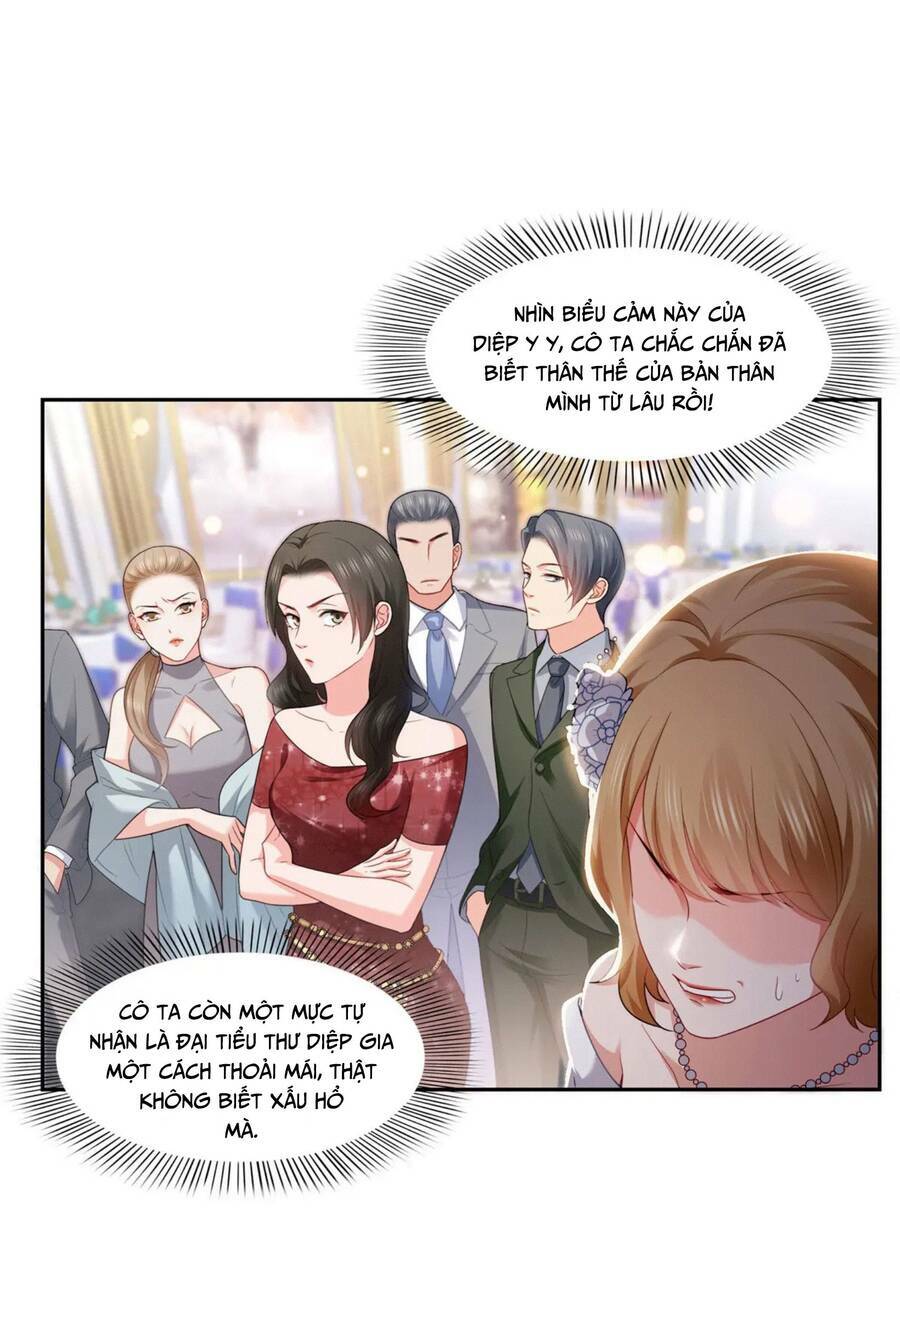 NHÌN BIỂU CẢM NÀY CỦA
DIỆP Y Y, CÔ TA CHẮC CHẮN ĐÃ
BIẾT THÂN THẾ CỦA BẢN THÂN
MÌNH TỪ LÂU RỒI!
CÔ TA CÒN MỘT MỰC TỰ
NHẬN LÀ ĐẠI TIỂU THƯ DIỆP GIA
MỘT CÁCH THOẢI MÁI, THẬT
KHÔNG BIẾT XẤU HỔ
MÀ.